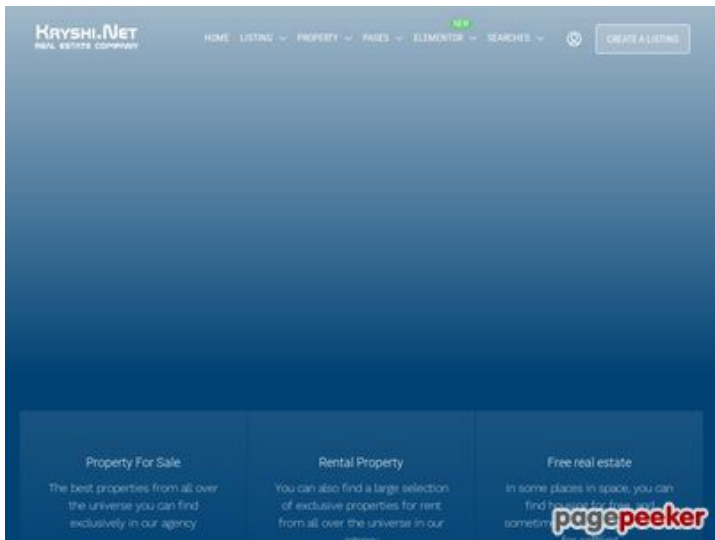 KRYSHI.NET
REAL ESTATE COMPANY
NEW
HOME LISTING PROPERTY PAGES ELEMENTOR SEARCHES CREATE A LISTING
Property For Sale
The best properties from all over
the universe you can find
exclusively in our agency
Rental Property
You can also find a large selection
of exclusive properties for rent
from all over the universe in our
Free real estate
In some places in space, you can
find
pagepeeker